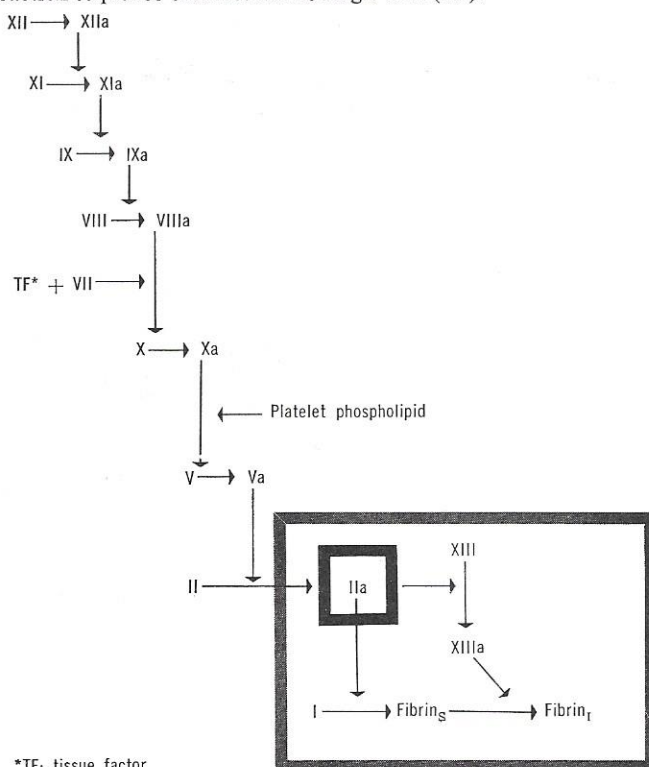 XII XIIa
XI XIa
IX IXa
VIII VIIIa
TF* + VII
X Xa
Platelet phospholipid
V Va
XIII
II IIa
XIIIa
I Fibrin_S Fibrin_I
*TF: tissue factor